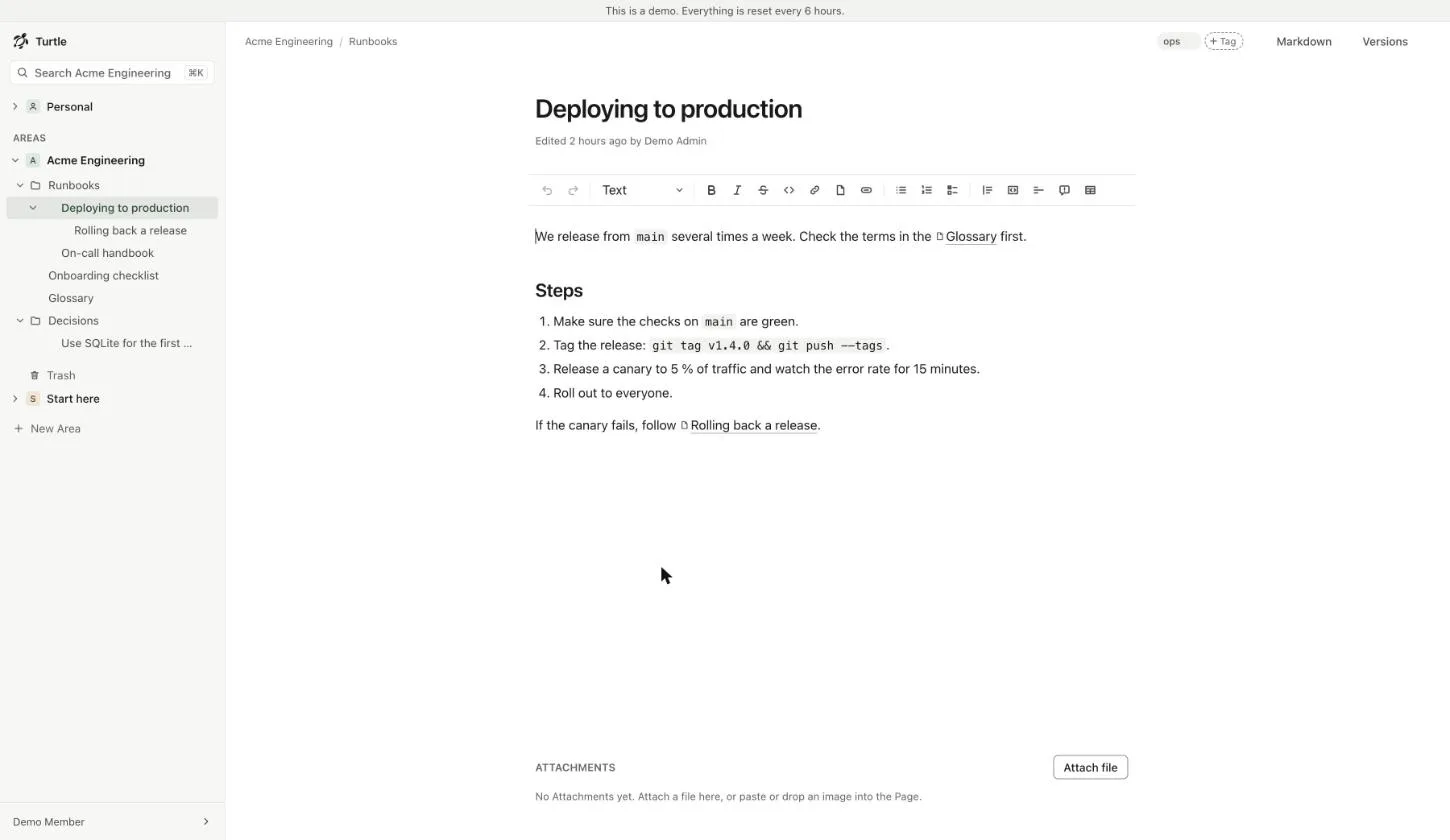 This is a demo. Everything is reset every 6 hours.
Turtle
Search Acme Engineering ⌘K
Personal
AREAS
A Acme Engineering
Runbooks
Deploying to production
Rolling back a release
On-call handbook
Onboarding checklist
Glossary
Decisions
Use SQLite for the first ...
Trash
S Start here
+ New Area
Demo Member
Acme Engineering / Runbooks
ops + Tag Markdown Versions
Deploying to production
Edited 2 hours ago by Demo Admin
Text B I S
We release from main several times a week. Check the terms in the Glossary first.
Steps
1. Make sure the checks on main are green.
2. Tag the release: git tag v1.4.0 && git push --tags.
3. Release a canary to 5 % of traffic and watch the error rate for 15 minutes.
4. Roll out to everyone.
If the canary fails, follow Rolling back a release.
ATTACHMENTS Attach file
No Attachments yet. Attach a file here, or paste or drop an image into the Page.